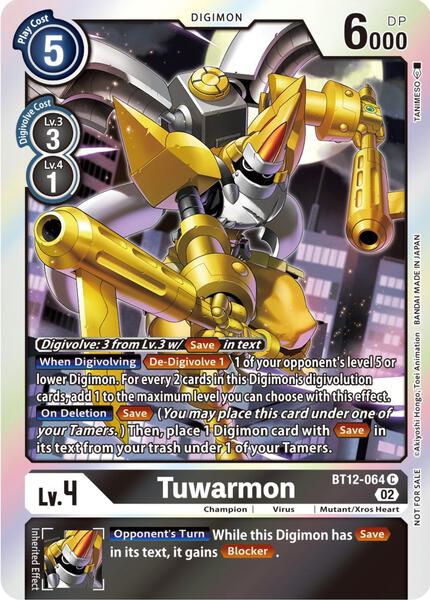 Play Cost
5
DIGIMON
6000
DP
Digivolve Cost
Lv.3
3
Lv.4
1
TANIMESO
©Akiyoshi Hongo, Toei Animation BANDAI MADE IN JAPAN
NOT FOR SALE
Digivolve: 3 from Lv.3 w/ Save in text
When Digivolving De-Digivolve 1 1 of your opponent's level 5 or
lower Digimon. For every 2 cards in this Digimon's digivolution
cards, add 1 to the maximum level you can choose with this effect.
On Deletion Save (You may place this card under one of
your Tamers.) Then, place 1 Digimon card with Save in
its text from your trash under 1 of your Tamers.
Lv.4
Tuwarmon
BT12-064 C
02
Champion Virus Mutant/Xros Heart
Inherited Effect
Opponent's Turn While this Digimon has Save
in its text, it gains Blocker .